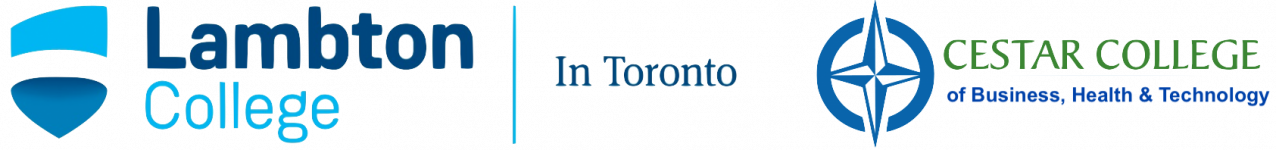 Lambton
College
In Toronto
CESTAR COLLEGE
of Business, Health & Technology